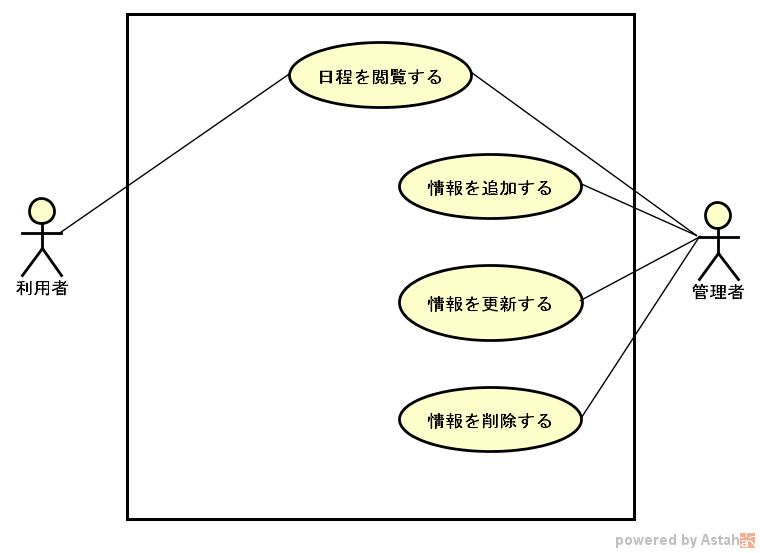 日程を閲覧する
情報を追加する
利用者
管理者
情報を更新する
情報を削除する
powered by Astah